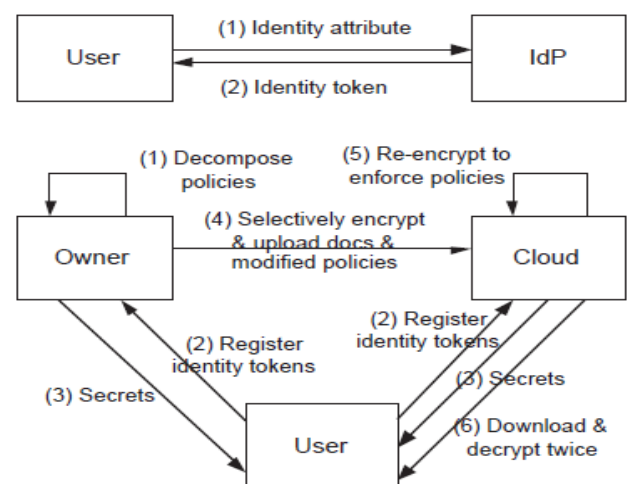 (1) Identity attribute
User
IdP
(2) Identity token
(1) Decompose
policies
(5) Re-encrypt to
enforce policies
(4) Selectively encrypt
& upload docs &
modified policies
Owner
Cloud
(2) Register
identity tokens
(2) Register
identity tokens
(3) Secrets
(3) Secrets
(6) Download &
decrypt twice
User